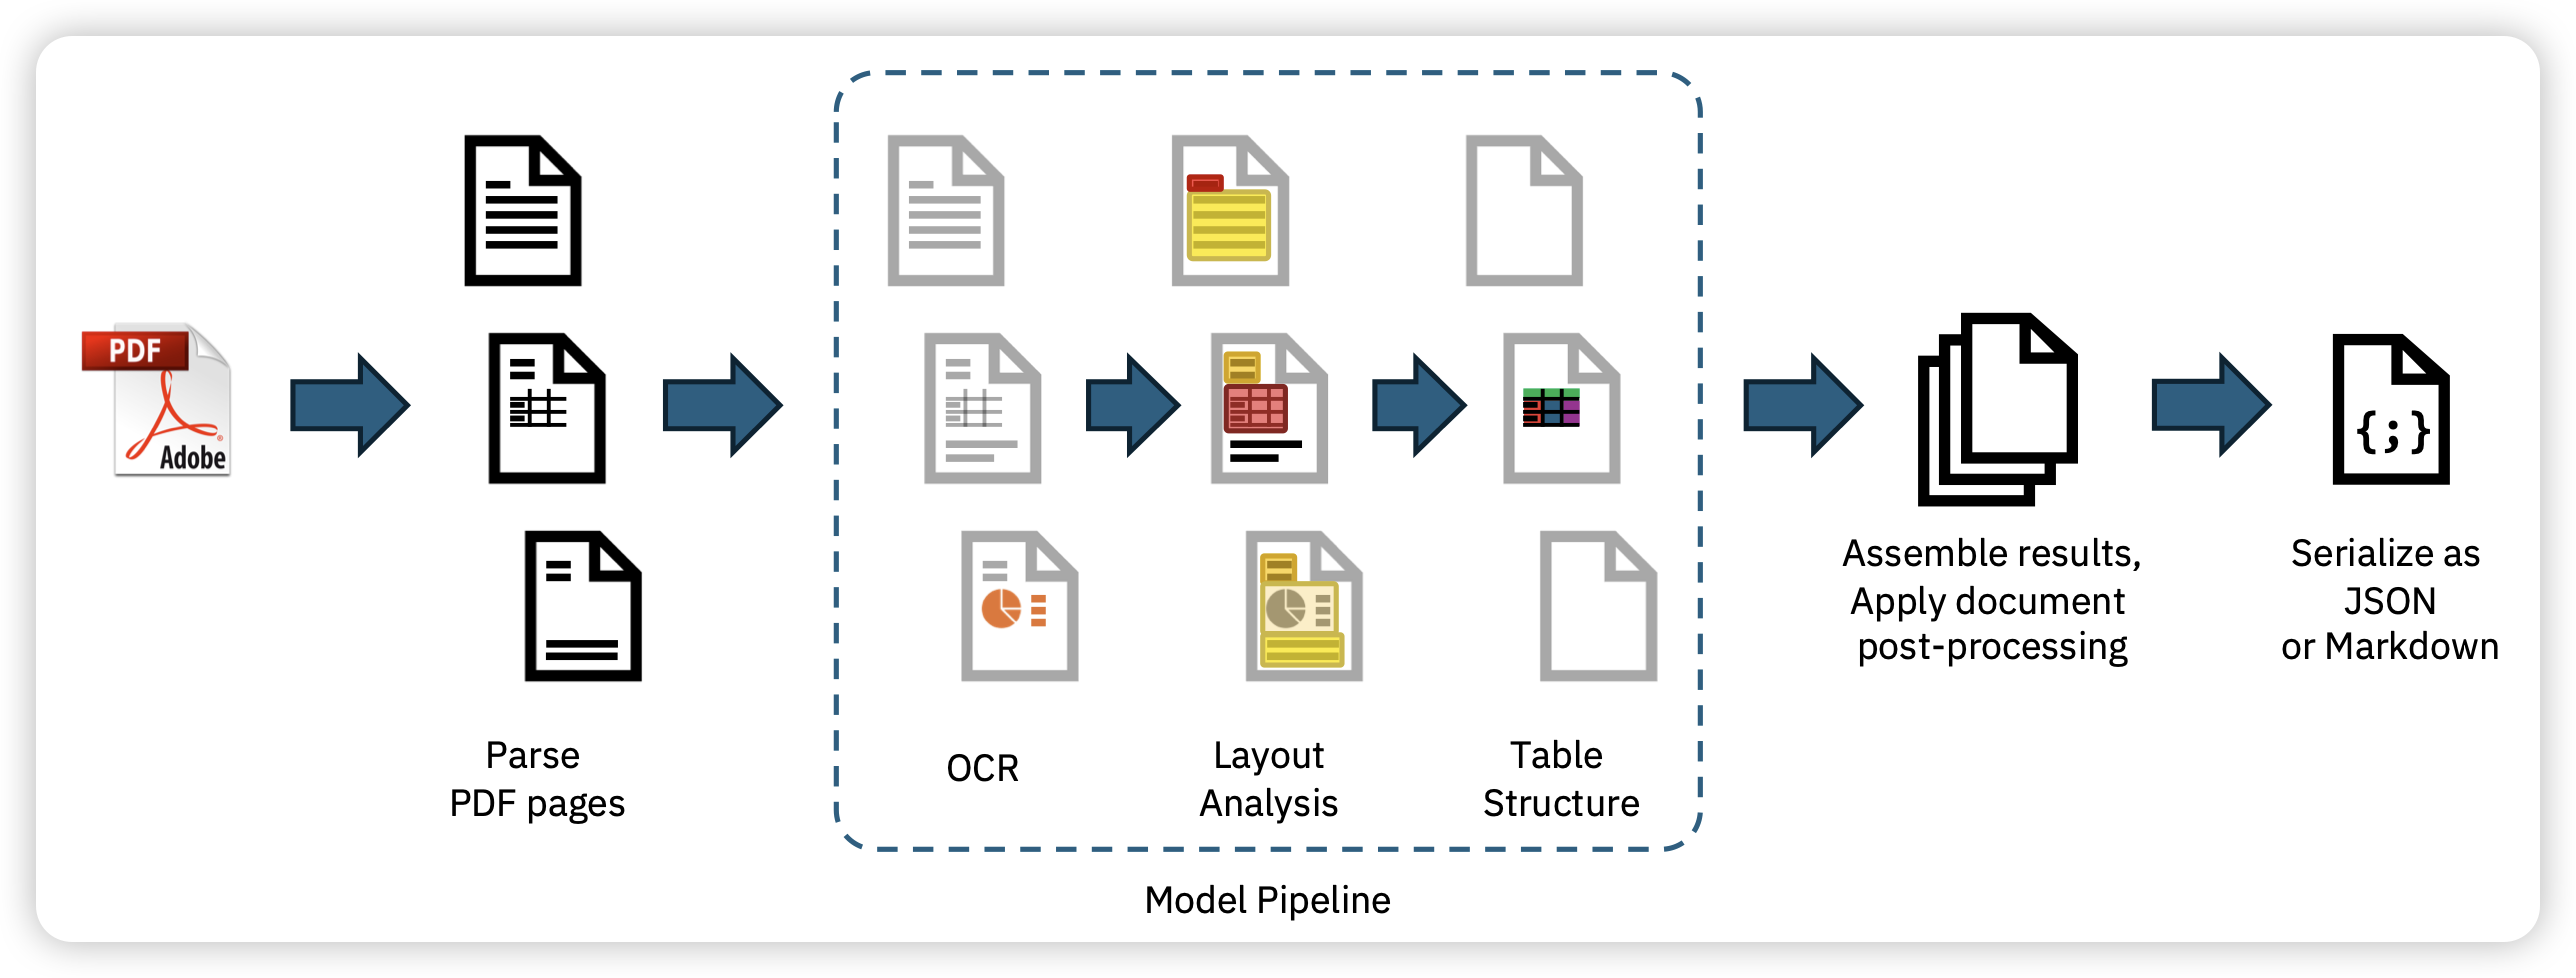 PDF
Adobe
Parse
PDF pages
OCR
Layout
Analysis
Table
Structure
Model Pipeline
Assemble results,
Apply document
post-processing
{;}
Serialize as
JSON
or Markdown